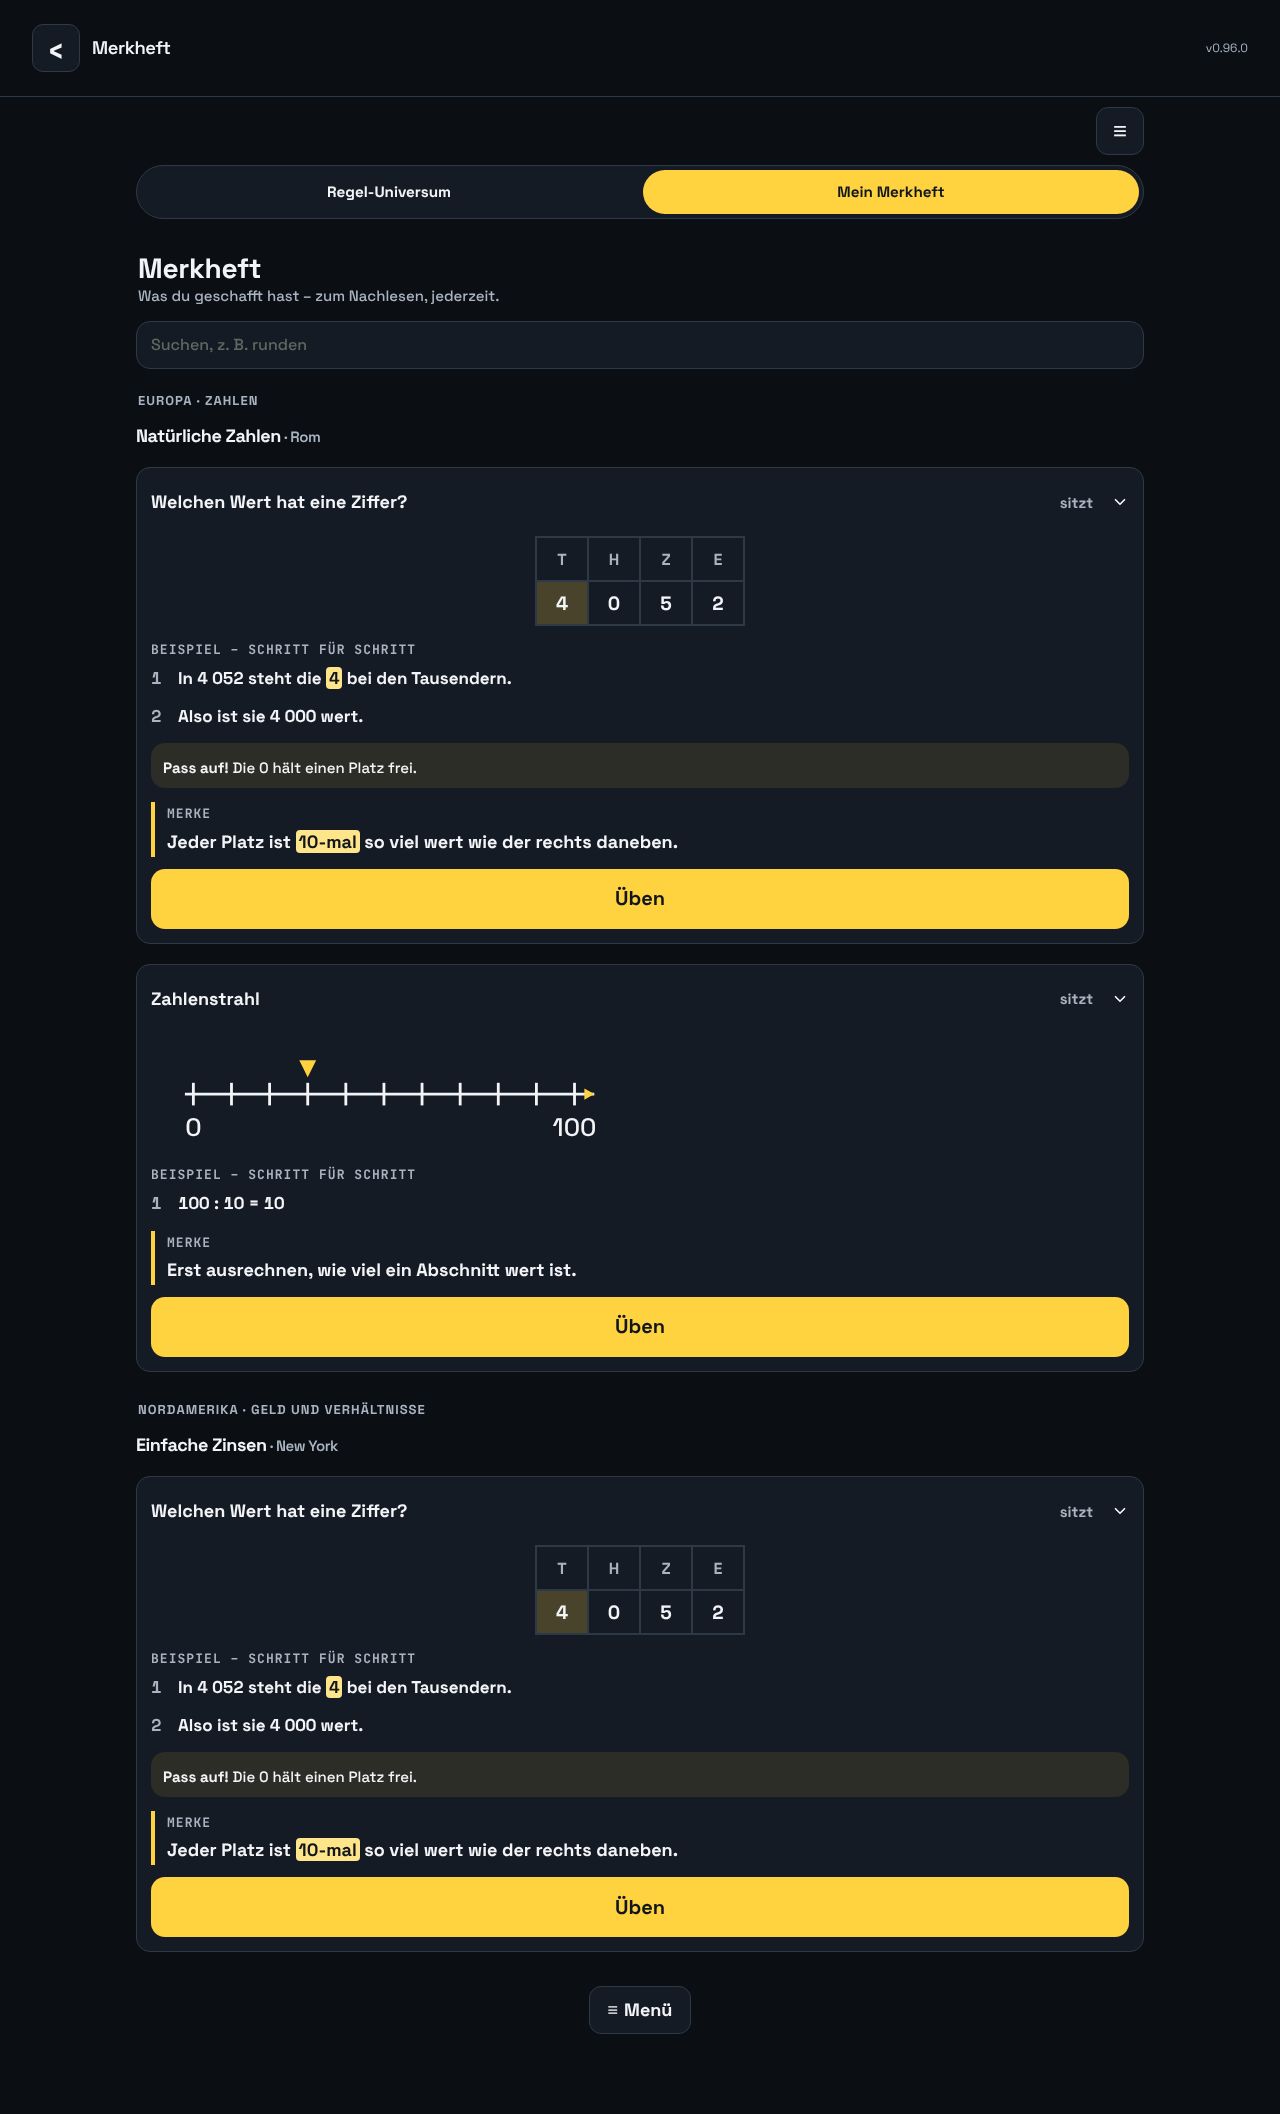 <
Merkheft
v0.96.0
≡
Regel-Universum
Mein Merkheft
Merkheft
Was du geschafft hast – zum Nachlesen, jederzeit.
Suchen, z. B. runden
EUROPA · ZAHLEN
Natürliche Zahlen · Rom
Welchen Wert hat eine Ziffer?
sitzt
T H Z E
4 0 5 2
BEISPIEL – SCHRITT FÜR SCHRITT
1 In 4 052 steht die 4 bei den Tausendern.
2 Also ist sie 4 000 wert.
Pass auf! Die 0 hält einen Platz frei.
MERKE
Jeder Platz ist 10-mal so viel wert wie der rechts daneben.
Üben
Zahlenstrahl
sitzt
0 100
BEISPIEL – SCHRITT FÜR SCHRITT
1 100 : 10 = 10
MERKE
Erst ausrechnen, wie viel ein Abschnitt wert ist.
Üben
NORDAMERIKA · GELD UND VERHÄLTNISSE
Einfache Zinsen · New York
Welchen Wert hat eine Ziffer?
sitzt
T H Z E
4 0 5 2
BEISPIEL – SCHRITT FÜR SCHRITT
1 In 4 052 steht die 4 bei den Tausendern.
2 Also ist sie 4 000 wert.
Pass auf! Die 0 hält einen Platz frei.
MERKE
Jeder Platz ist 10-mal so viel wert wie der rechts daneben.
Üben
≡ Menü